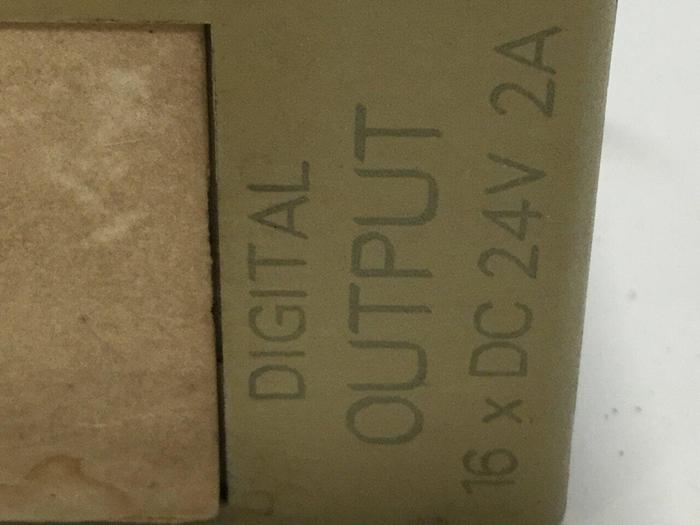 DIGITAL
OUTPUT
16 x DC 24V 2A